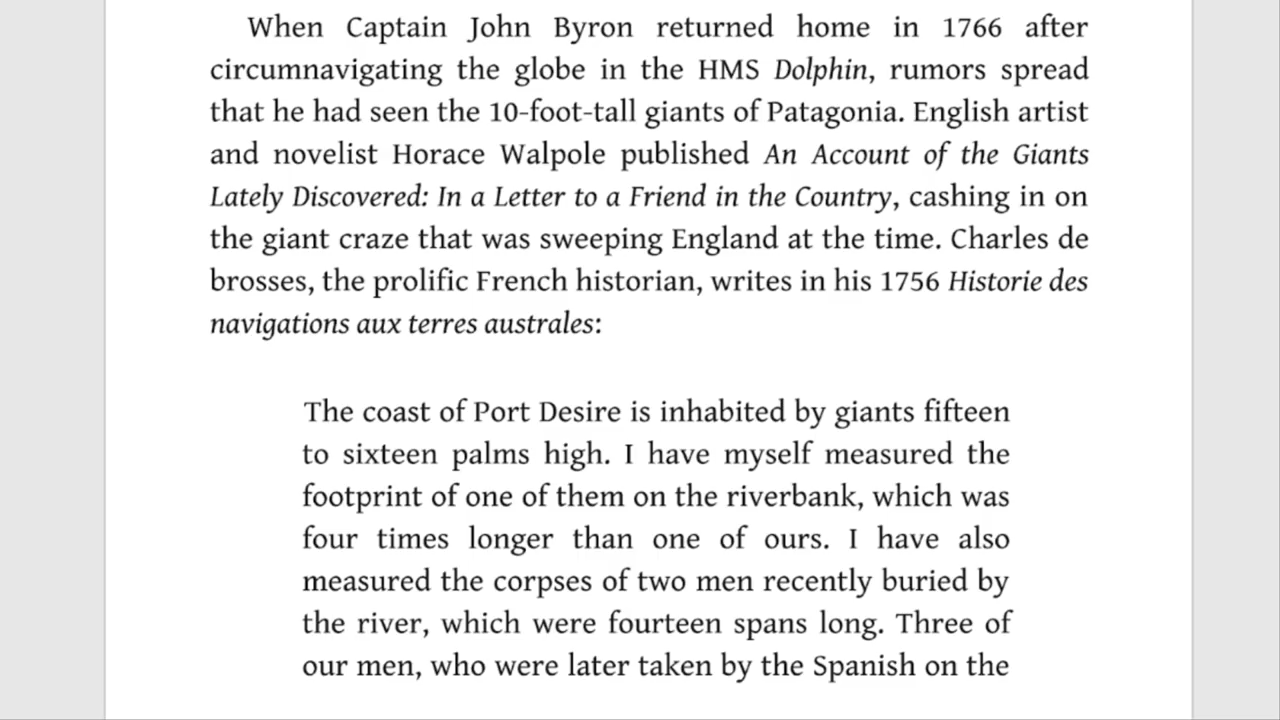 When Captain John Byron returned home in 1766 after
circumnavigating the globe in the HMS Dolphin, rumors spread
that he had seen the 10-foot-tall giants of Patagonia. English artist
and novelist Horace Walpole published An Account of the Giants
Lately Discovered: In a Letter to a Friend in the Country, cashing in on
the giant craze that was sweeping England at the time. Charles de
brosses, the prolific French historian, writes in his 1756 Historie des
navigations aux terres australes:
The coast of Port Desire is inhabited by giants fifteen
to sixteen palms high. I have myself measured the
footprint of one of them on the riverbank, which was
four times longer than one of ours. I have also
measured the corpses of two men recently buried by
the river, which were fourteen spans long. Three of
our men, who were later taken by the Spanish on the